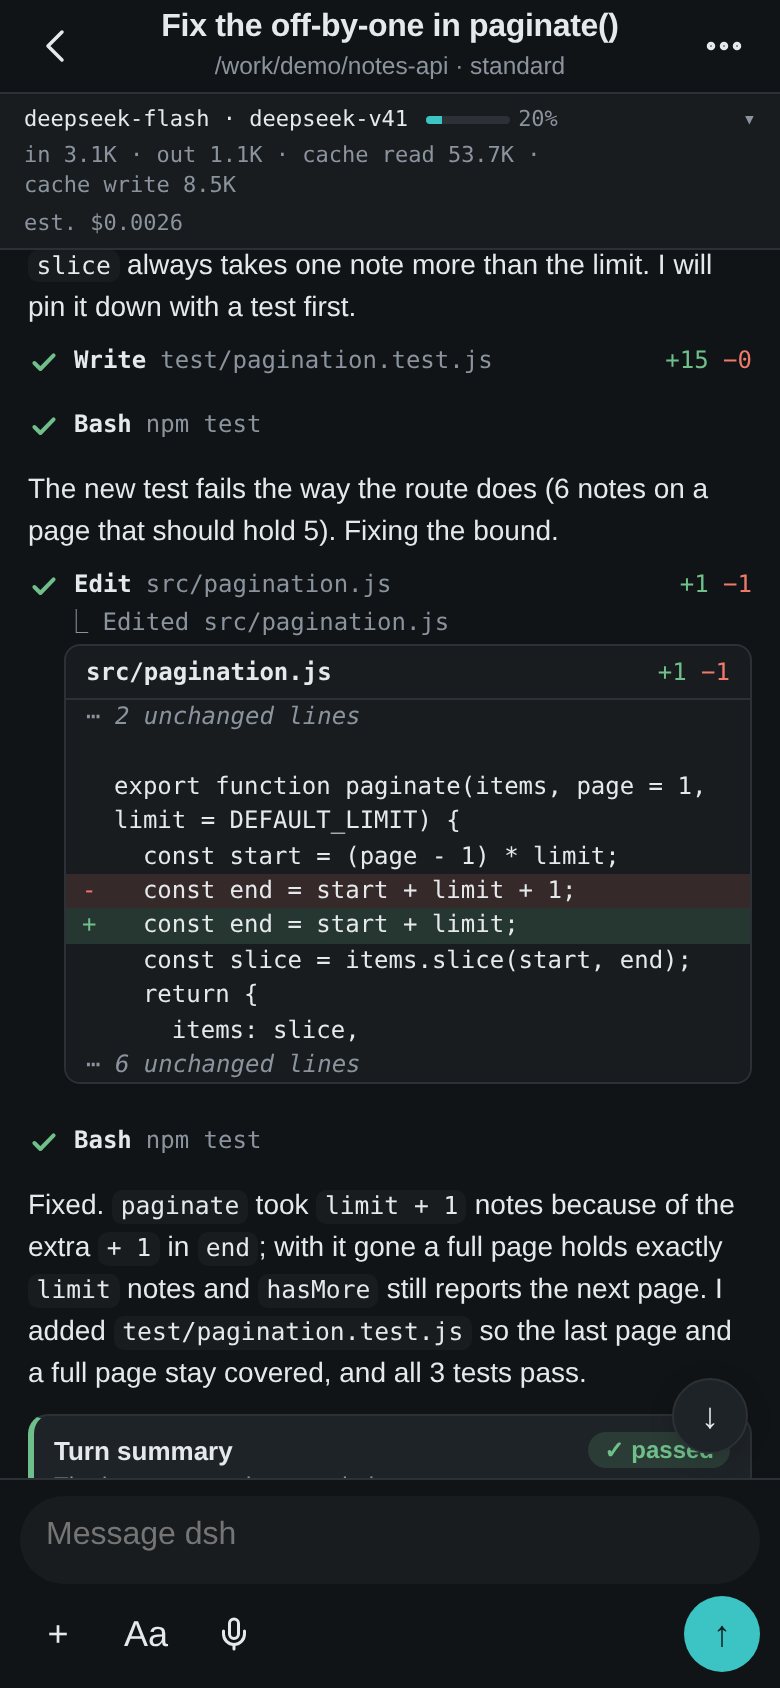 Fix the off-by-one in paginate()
/work/demo/notes-api · standard
deepseek-flash · deepseek-v41 20% ▾
in 3.1K · out 1.1K · cache read 53.7K ·
cache write 8.5K
est. $0.0026
slice always takes one note more than the limit. I will
pin it down with a test first.
✓ Write test/pagination.test.js +15 −0
✓ Bash npm test
The new test fails the way the route does (6 notes on a
page that should hold 5). Fixing the bound.
✓ Edit src/pagination.js +1 −1
⎿ Edited src/pagination.js
src/pagination.js +1 −1
⋯ 2 unchanged lines
export function paginate(items, page = 1,
limit = DEFAULT_LIMIT) {
const start = (page - 1) * limit;
- const end = start + limit + 1;
+ const end = start + limit;
const slice = items.slice(start, end);
return {
items: slice,
⋯ 6 unchanged lines
✓ Bash npm test
Fixed. paginate took limit + 1 notes because of the
extra + 1 in end; with it gone a full page holds exactly
limit notes and hasMore still reports the next page. I
added test/pagination.test.js so the last page and
a full page stay covered, and all 3 tests pass.
↓
Turn summary ✓ passed
Message dsh
+ Aa ↑